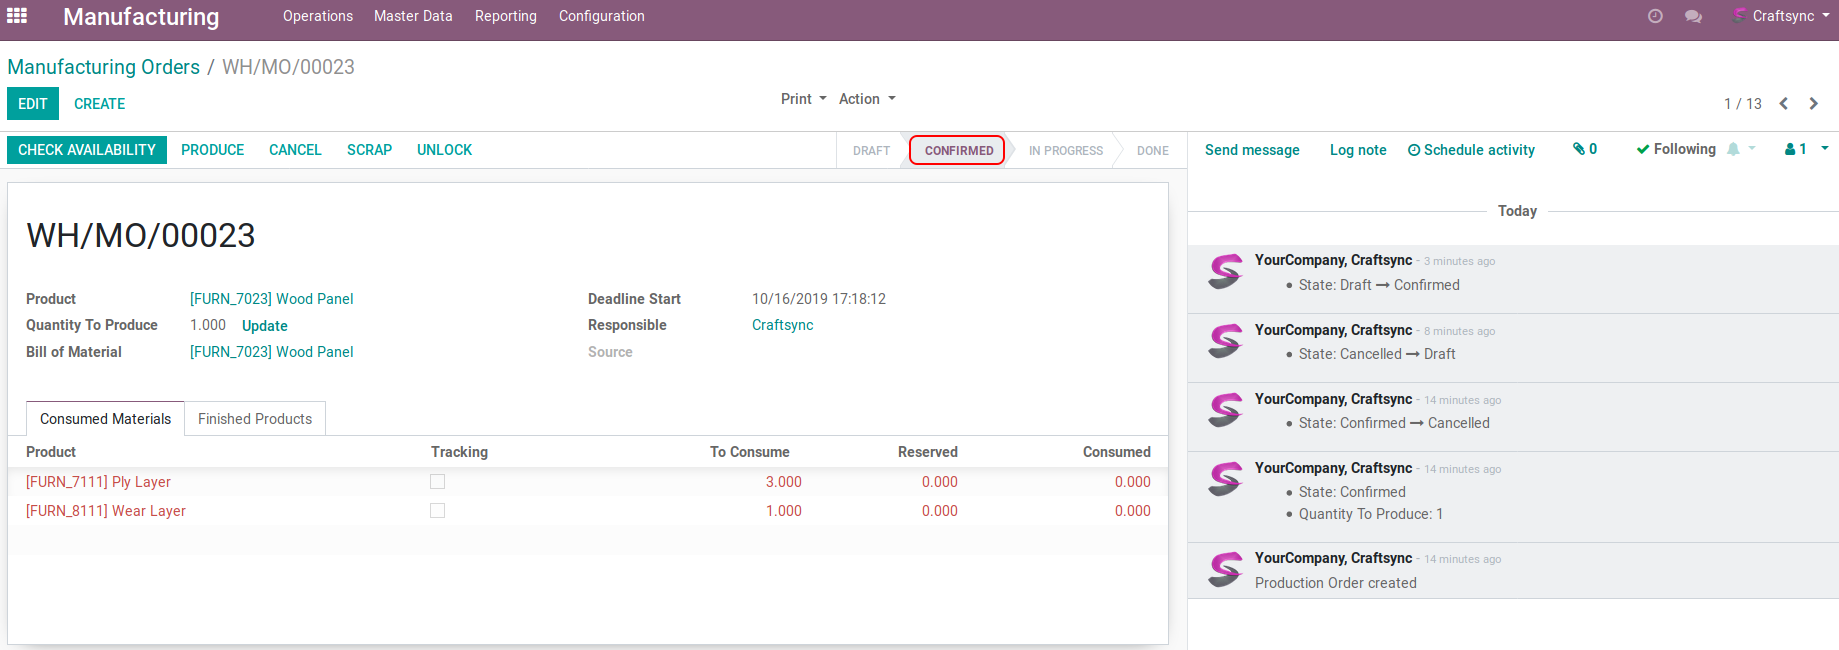 Manufacturing Operations Master Data Reporting Configuration Craftsync
Manufacturing Orders / WH/MO/00023
EDIT CREATE Print Action 1 / 13
CHECK AVAILABILITY PRODUCE CANCEL SCRAP UNLOCK DRAFT CONFIRMED IN PROGRESS DONE Send message Log note Schedule activity 0 Following 1
WH/MO/00023
Product [FURN_7023] Wood Panel Deadline Start 10/16/2019 17:18:12
Quantity To Produce 1.000 Update Responsible Craftsync
Bill of Material [FURN_7023] Wood Panel Source
Consumed Materials Finished Products
Product Tracking To Consume Reserved Consumed
[FURN_7111] Ply Layer 3.000 0.000 0.000
[FURN_8111] Wear Layer 1.000 0.000 0.000
Today
YourCompany, Craftsync - 3 minutes ago
• State: Draft → Confirmed
YourCompany, Craftsync - 8 minutes ago
• State: Cancelled → Draft
YourCompany, Craftsync - 14 minutes ago
• State: Confirmed → Cancelled
YourCompany, Craftsync - 14 minutes ago
• State: Confirmed
• Quantity To Produce: 1
YourCompany, Craftsync - 14 minutes ago
Production Order created